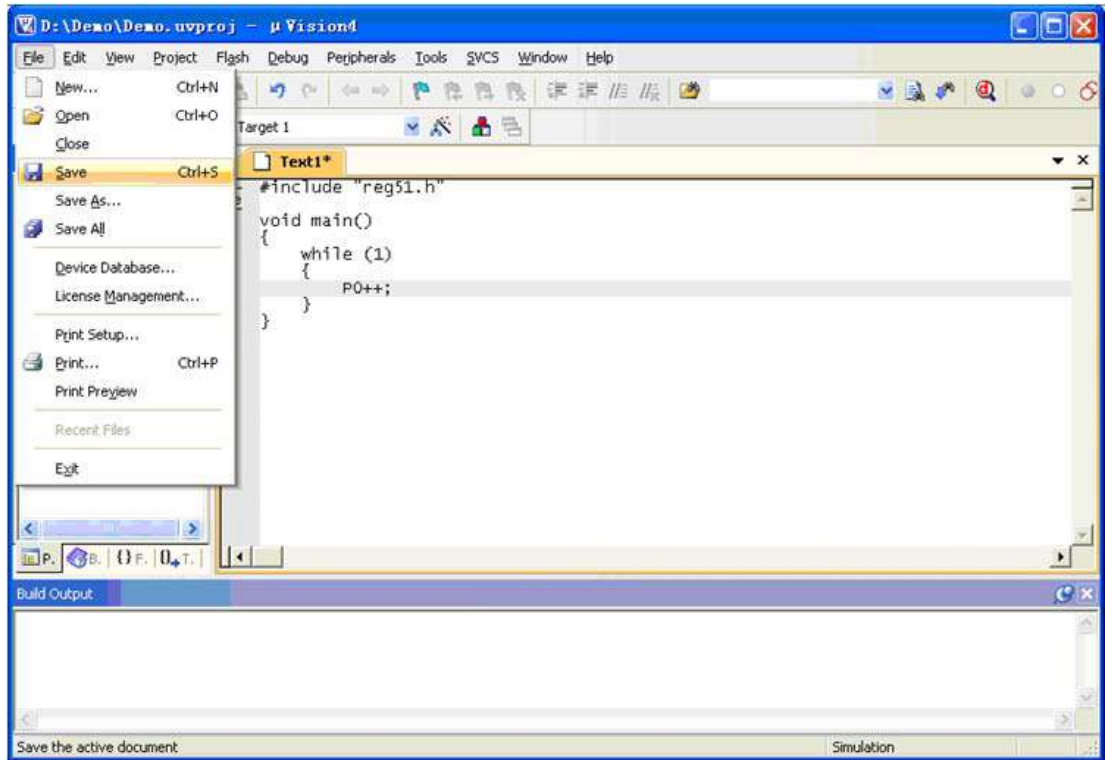 D:\Demo\Demo.uvproj - µVision4
File Edit View Project Flash Debug Peripherals Tools SVCS Window Help
New... Ctrl+N
Open Ctrl+O
Close
Save Ctrl+S
Save As...
Save All
Device Database...
License Management...
Print Setup...
Print... Ctrl+P
Print Preview
Recent Files
Exit
Target 1
Text1*
2
#include "reg51.h"
void main()
{
while (1)
{
P0++;
}
}
P. B. {} F. 0 T.
Build Output
Save the active document Simulation